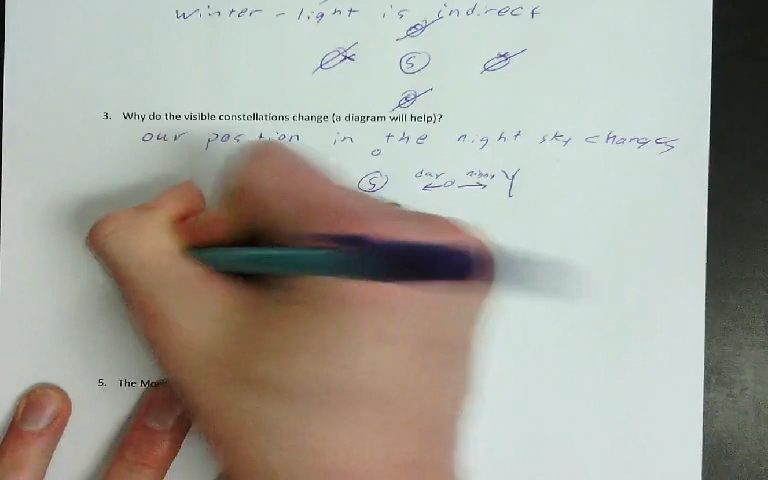 Winter - light is indirect
S
3. Why do the visible constellations change (a diagram will help)?
our position in the night sky changes
day night
S
5. The